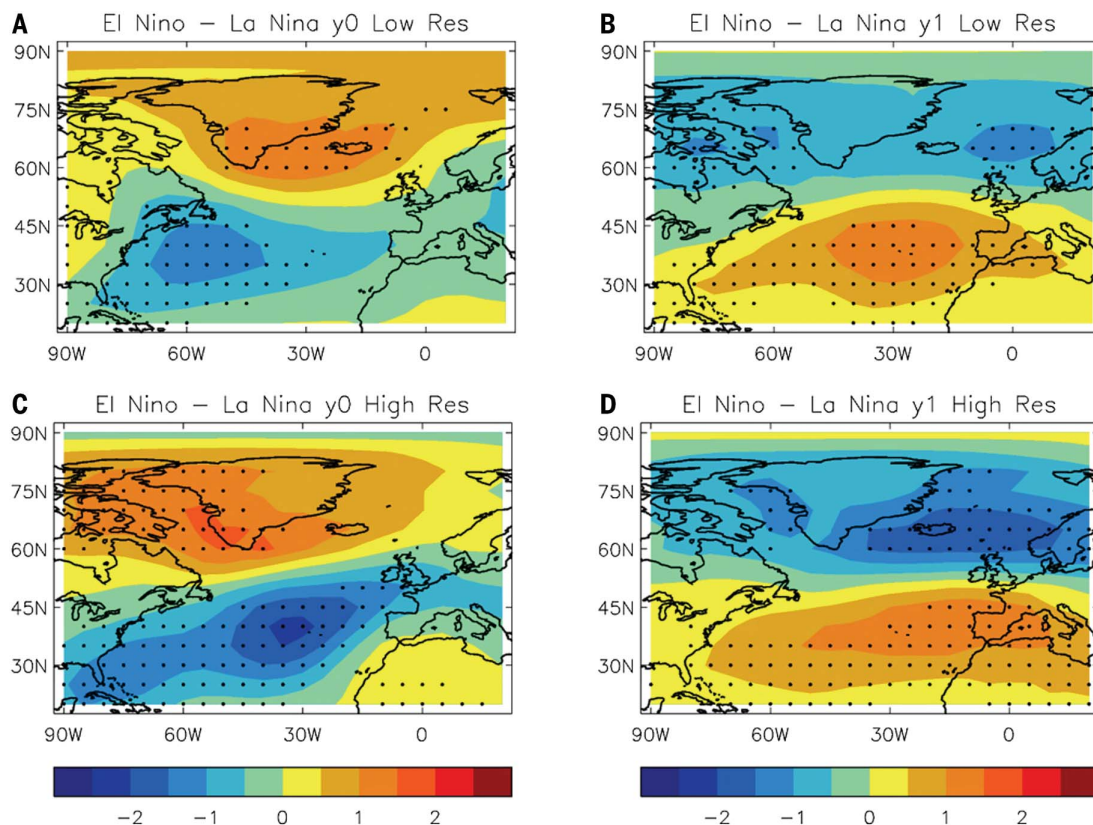 A
El Nino – La Nina y0 Low Res
90N
75N
60N
45N
30N
90W 60W 30W 0
B
El Nino – La Nina y1 Low Res
90N
75N
60N
45N
30N
90W 60W 30W 0
C
El Nino – La Nina y0 High Res
90N
75N
60N
45N
30N
90W 60W 30W 0
D
El Nino – La Nina y1 High Res
90N
75N
60N
45N
30N
90W 60W 30W 0
−2 −1 0 1 2
−2 −1 0 1 2